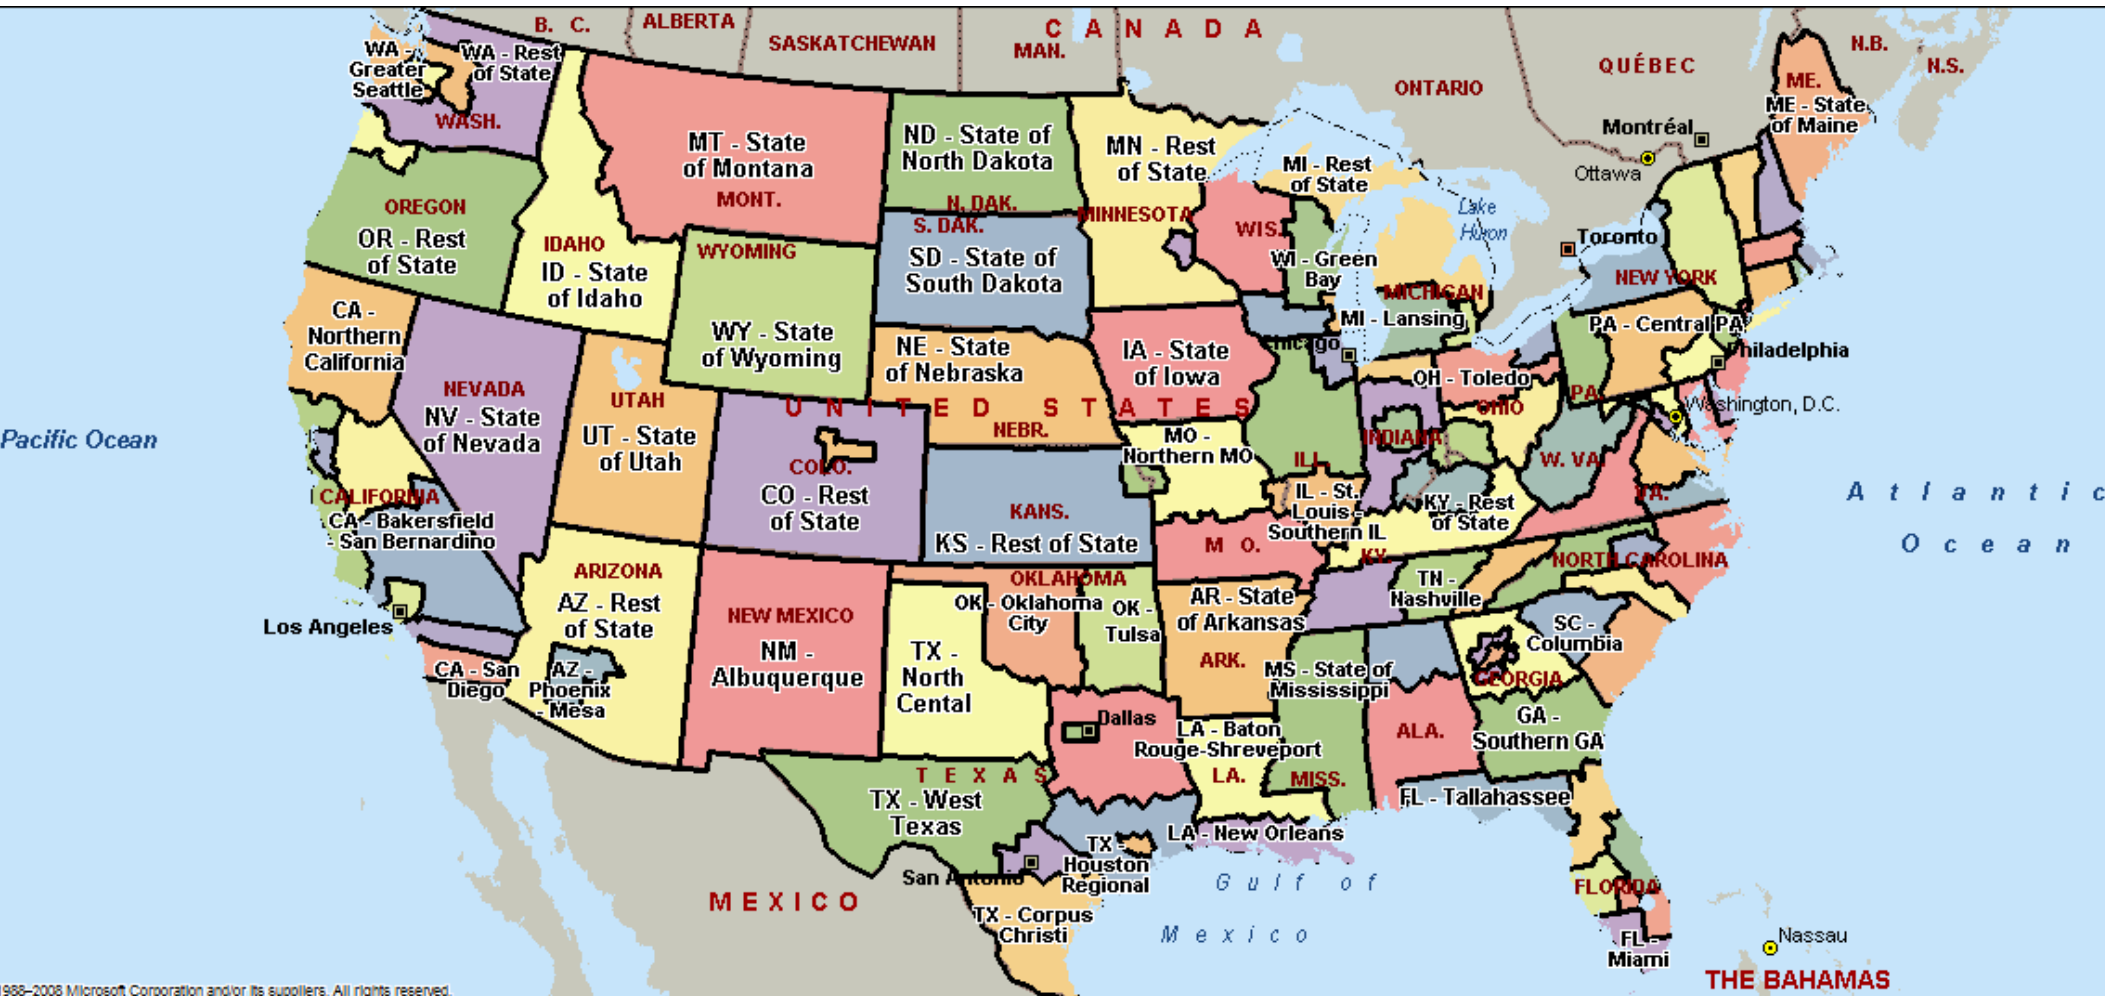 B. C.
ALBERTA
SASKATCHEWAN
MAN.
C A N A D A
ONTARIO
QUÉBEC
N.B.
N.S.
WA -
Greater
Seattle
WA - Rest
of State
WASH.
MT - State
of Montana
MONT.
ND - State of
North Dakota
N. DAK.
MN - Rest
of State
MINNESOTA
MI - Rest
of State
ME.
ME - State
of Maine
Montréal
Ottawa
Toronto
Lake
Huron
OREGON
OR - Rest
of State
IDAHO
ID - State
of Idaho
WYOMING
WY - State
of Wyoming
S. DAK.
SD - State of
South Dakota
WIS.
WI - Green
Bay
MICHIGAN
MI - Lansing
NEW YORK
PA - Central PA
Philadelphia
CA -
Northern
California
NEVADA
NV - State
of Nevada
UTAH
UT - State
of Utah
NE - State
of Nebraska
NEBR.
IA - State
of Iowa
Chicago
OH - Toledo
OHIO
PA.
Washington, D.C.
U N I T E D S T A T E S
Pacific Ocean
COLO.
CO - Rest
of State
KANS.
KS - Rest of State
MO -
Northern MO
ILL.
IL - St.
Louis -
Southern IL
INDIANA
KY - Rest
of State
KY.
W. VA.
VA.
A t l a n t i c
O c e a n
CALIFORNIA
CA - Bakersfield
- San Bernardino
Los Angeles
CA - San
Diego
ARIZONA
AZ - Rest
of State
AZ -
Phoenix
- Mesa
NEW MEXICO
NM -
Albuquerque
OKLAHOMA
OK - Oklahoma
City
OK -
Tulsa
M O.
AR - State
of Arkansas
ARK.
TN -
Nashville
NORTH CAROLINA
SC -
Columbia
TX -
North
Cental
Dallas
MS - State of
Mississippi
MISS.
ALA.
GEORGIA
GA -
Southern GA
LA - Baton
Rouge-Shreveport
LA.
T E X A S
TX - West
Texas
FL - Tallahassee
LA - New Orleans
TX -
Houston
Regional
San Antonio
TX - Corpus
Christi
G u l f o f
M e x i c o
M E X I C O
FLORIDA
FL -
Miami
Nassau
THE BAHAMAS
1988–2008 Microsoft Corporation and/or its suppliers. All rights reserved.